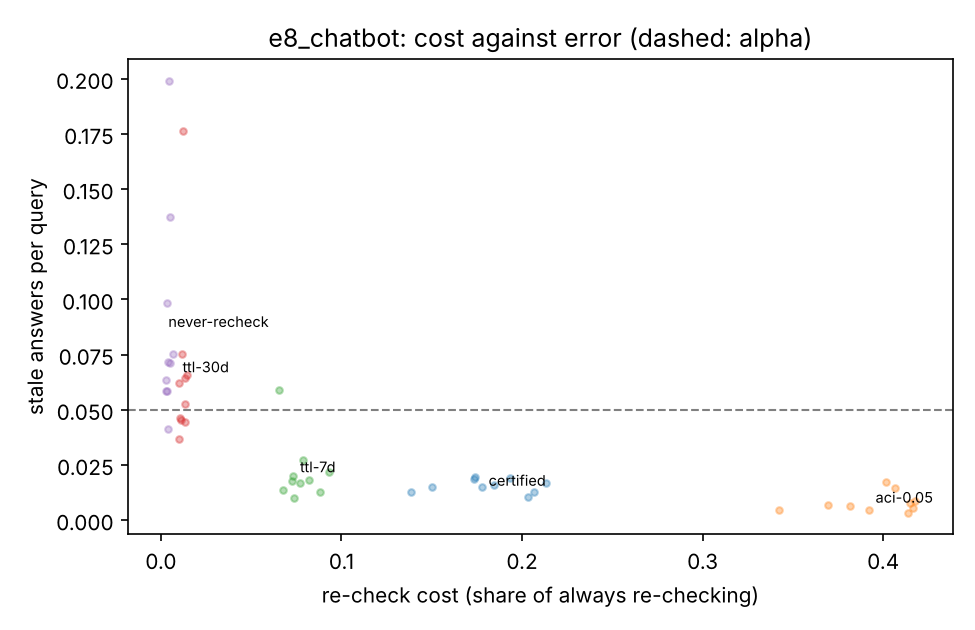 e8_chatbot: cost against error (dashed: alpha)
stale answers per query
0.200
0.175
0.150
0.125
0.100
0.075
0.050
0.025
0.000
never-recheck
ttl-30d
ttl-7d
certified
aci-0.05
0.0 0.1 0.2 0.3 0.4
re-check cost (share of always re-checking)